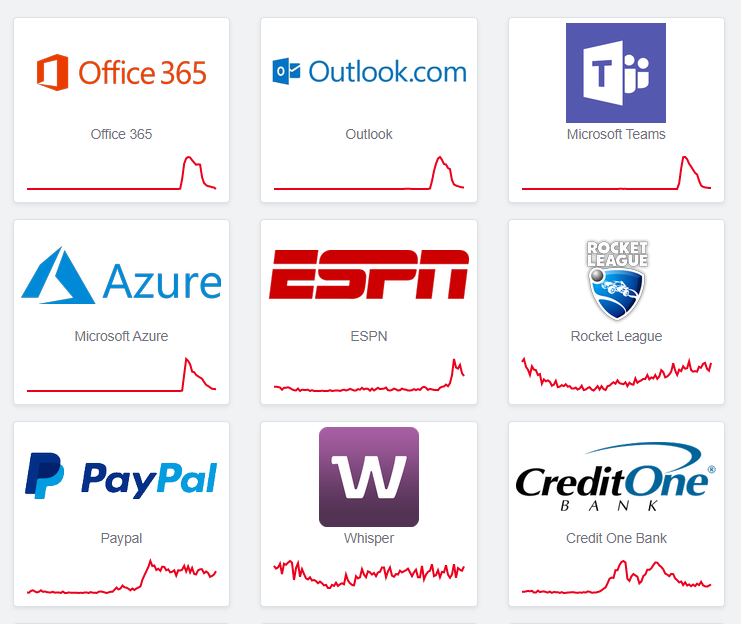 Office 365
Office 365
Outlook.com
Outlook
T
Microsoft Teams
Azure
Microsoft Azure
ESPN
ESPN
ROCKET
LEAGUE
Rocket League
PayPal
Paypal
W
Whisper
CreditOne®
BANK
Credit One Bank